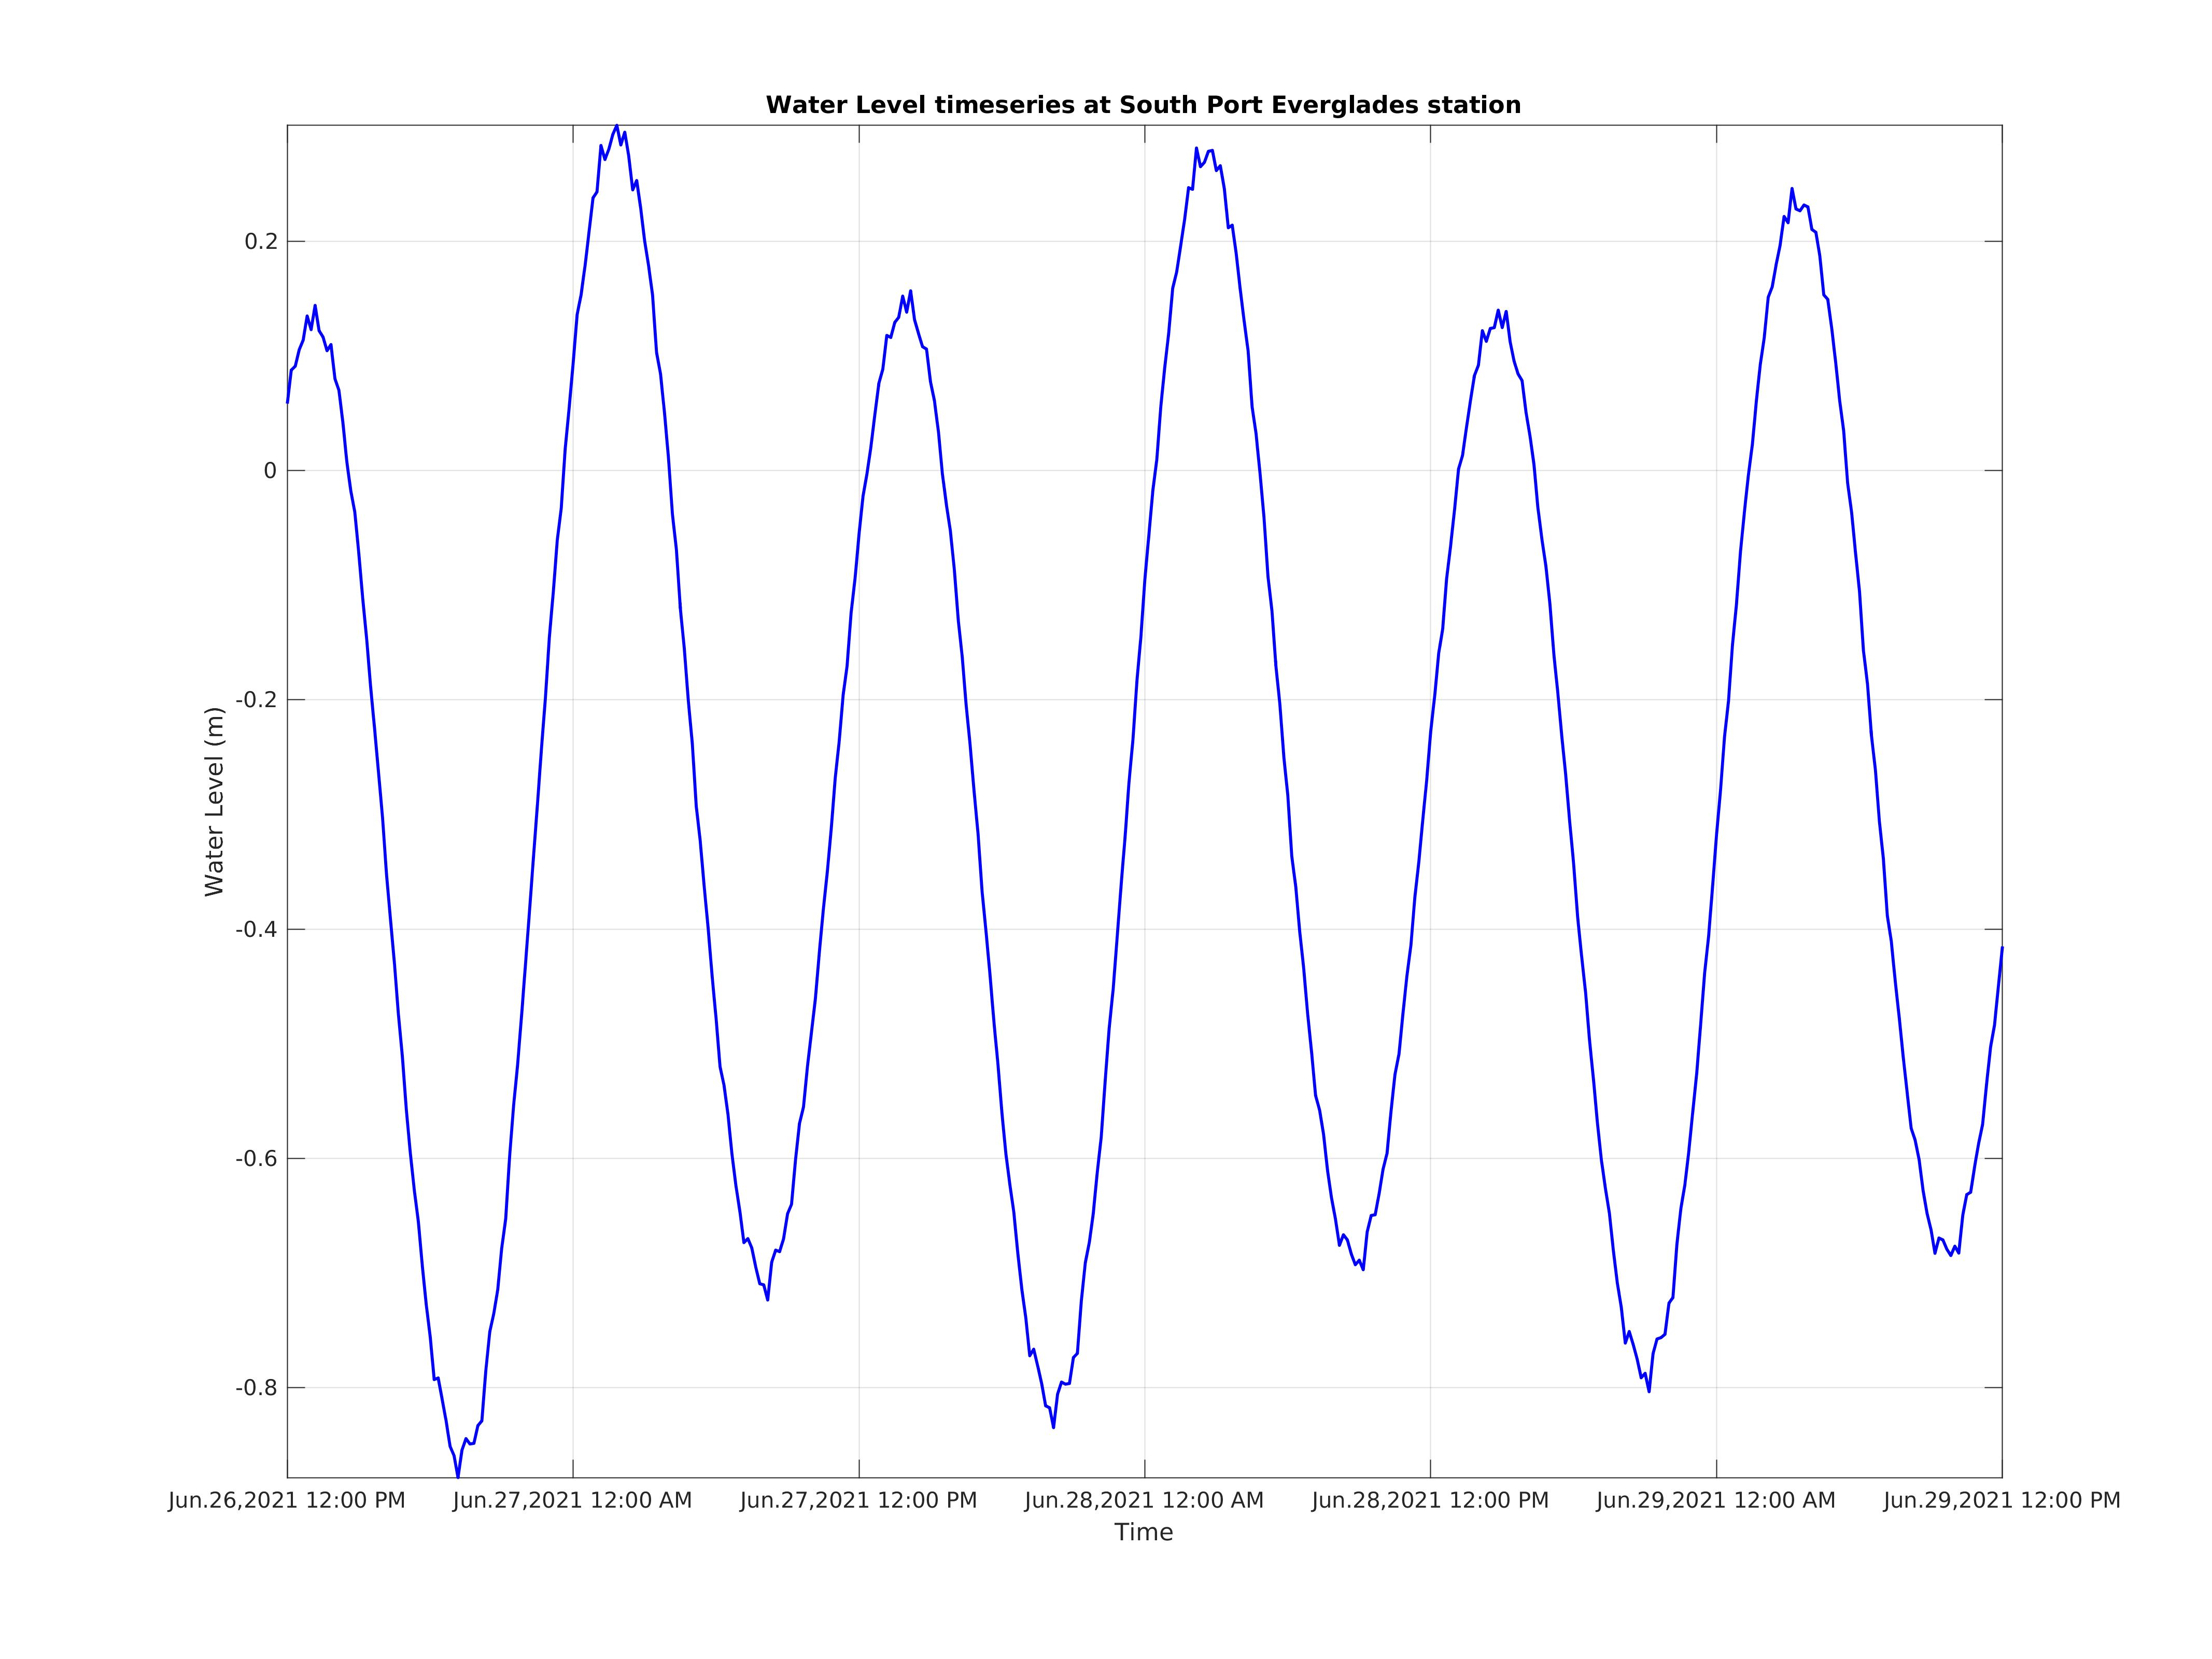 Water Level timeseries at South Port Everglades station
0.2
0
-0.2
-0.4
-0.6
-0.8
Water Level (m)
Jun.26,2021 12:00 PM
Jun.27,2021 12:00 AM
Jun.27,2021 12:00 PM
Jun.28,2021 12:00 AM
Jun.28,2021 12:00 PM
Jun.29,2021 12:00 AM
Jun.29,2021 12:00 PM
Time